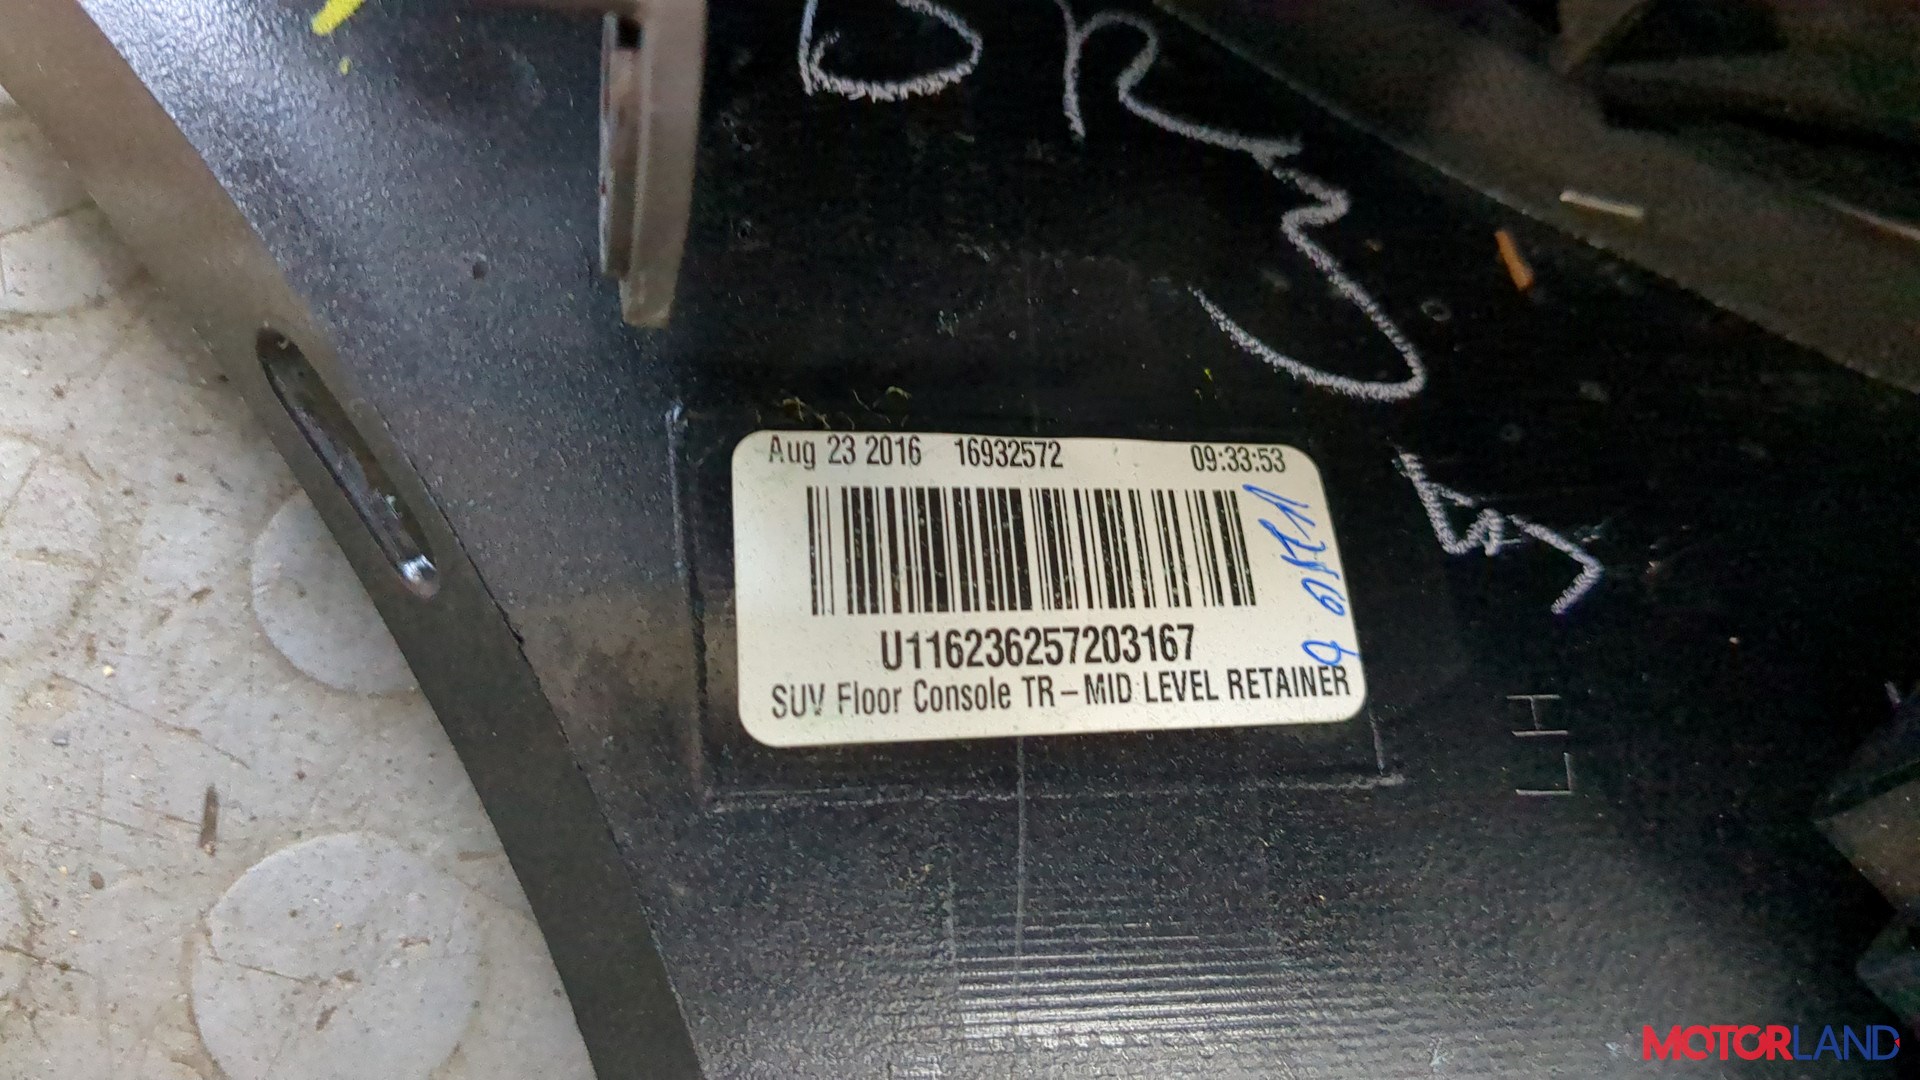 Aug 23 2016 16932572 09:33:53
U116236257203167
SUV Floor Console TR-MID LEVEL RETAINER
LH
MOTORLAND